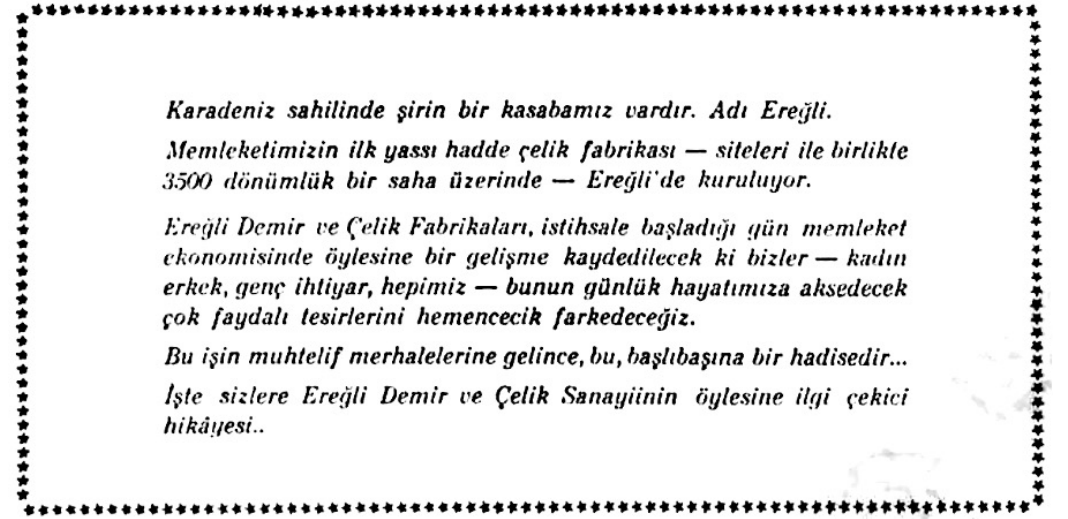 Karadeniz sahilinde şirin bir kasabamız vardır. Adı Ereğli.
Memleketimizin ilk yassı hadde çelik fabrikası — siteleri ile birlikte
3500 dönümlük bir saha üzerinde — Ereğli'de kuruluyor.
Ereğli Demir ve Çelik Fabrikaları, istihsale başladığı gün memleket
ekonomisinde öylesine bir gelişme kaydedilecek ki bizler — kadın
erkek, genç ihtiyar, hepimiz — bunun günlük hayatımıza aksedecek
çok faydalı tesirlerini hemencecik farkedeceğiz.
Bu işin muhtelif merhalelerine gelince, bu, başlıbaşına bir hadisedir...
İşte sizlere Ereğli Demir ve Çelik Sanayiinin öylesine ilgi çekici
hikâyesi..